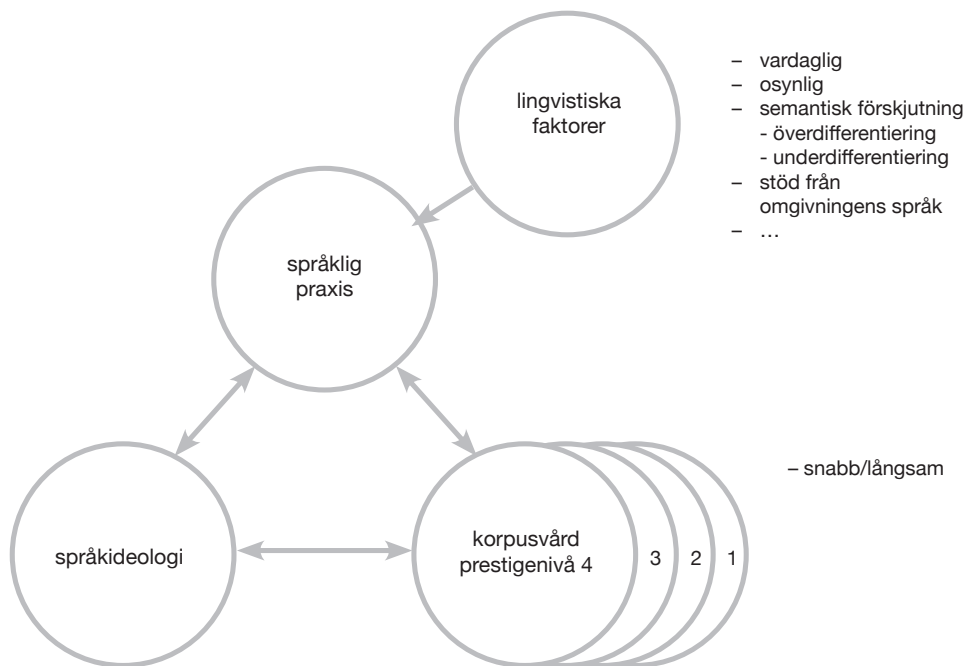 lingvistiska
faktorer
– vardaglig
– osynlig
– semantisk förskjutning
- överdifferentiering
- underdifferentiering
– stöd från
omgivningens språk
– …
språklig
praxis
– snabb/långsam
språkideologi
korpusvård
prestigenivå 4
3
2
1